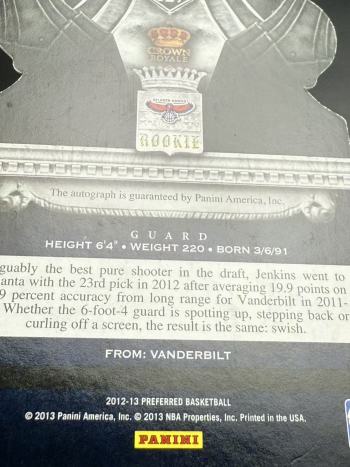 CROWN
ROYALE
ATLANTA HAWKS
ROOKIE
The autograph is guaranteed by Panini America, Inc.
GUARD
HEIGHT 6'4" • WEIGHT 220 • BORN 3/6/91
guably the best pure shooter in the draft, Jenkins went to
anta with the 23rd pick in 2012 after averaging 19.9 points on
9 percent accuracy from long range for Vanderbilt in 2011-
Whether the 6-foot-4 guard is spotting up, stepping back or
curling off a screen, the result is the same: swish.
FROM: VANDERBILT
2012-13 PREFERRED BASKETBALL
© 2013 Panini America, Inc. © 2013 NBA Properties, Inc. Printed in the USA.
PANINI